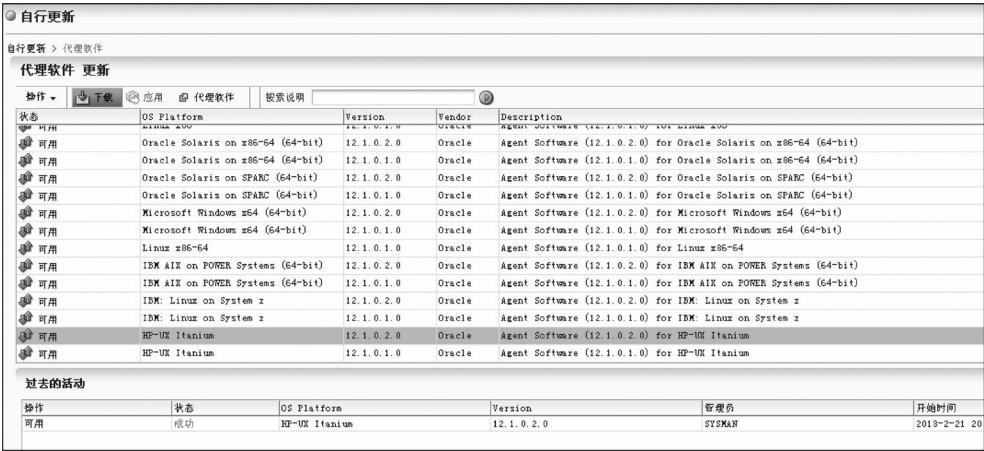 自行更新
自行更新 > 代理软件
代理软件 更新
操作 下载 应用 代理软件 搜索说明
状态 OS Platform Version Vendor Description
可用 Linux x86 12.1.0.1.0 Oracle Agent Software (12.1.0.1.0) for Linux x86
可用 Oracle Solaris on x86-64 (64-bit) 12.1.0.2.0 Oracle Agent Software (12.1.0.2.0) for Oracle Solaris on x86-64 (64-bit)
可用 Oracle Solaris on x86-64 (64-bit) 12.1.0.1.0 Oracle Agent Software (12.1.0.1.0) for Oracle Solaris on x86-64 (64-bit)
可用 Oracle Solaris on SPARC (64-bit) 12.1.0.2.0 Oracle Agent Software (12.1.0.2.0) for Oracle Solaris on SPARC (64-bit)
可用 Oracle Solaris on SPARC (64-bit) 12.1.0.1.0 Oracle Agent Software (12.1.0.1.0) for Oracle Solaris on SPARC (64-bit)
可用 Microsoft Windows x64 (64-bit) 12.1.0.2.0 Oracle Agent Software (12.1.0.2.0) for Microsoft Windows x64 (64-bit)
可用 Microsoft Windows x64 (64-bit) 12.1.0.1.0 Oracle Agent Software (12.1.0.1.0) for Microsoft Windows x64 (64-bit)
可用 Linux x86-64 12.1.0.1.0 Oracle Agent Software (12.1.0.1.0) for Linux x86-64
可用 IBM AIX on POWER Systems (64-bit) 12.1.0.2.0 Oracle Agent Software (12.1.0.2.0) for IBM AIX on POWER Systems (64-bit)
可用 IBM AIX on POWER Systems (64-bit) 12.1.0.1.0 Oracle Agent Software (12.1.0.1.0) for IBM AIX on POWER Systems (64-bit)
可用 IBM: Linux on System z 12.1.0.2.0 Oracle Agent Software (12.1.0.2.0) for IBM: Linux on System z
可用 IBM: Linux on System z 12.1.0.1.0 Oracle Agent Software (12.1.0.1.0) for IBM: Linux on System z
可用 HP-UX Itanium 12.1.0.2.0 Oracle Agent Software (12.1.0.2.0) for HP-UX Itanium
可用 HP-UX Itanium 12.1.0.1.0 Oracle Agent Software (12.1.0.1.0) for HP-UX Itanium
过去的活动
操作 状态 OS Platform Version 管理员 开始时间
可用 成功 HP-UX Itanium 12.1.0.2.0 SYSMAN 2013-2-21 20